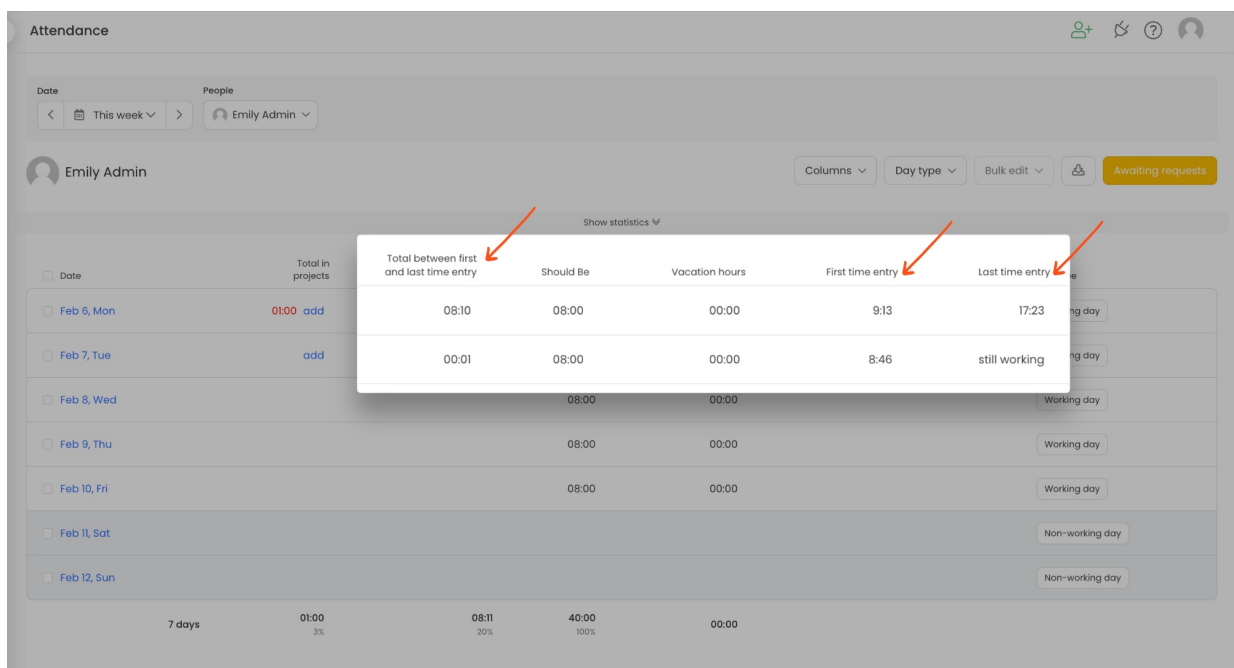 Attendance
Date
People
This week
Emily Admin
Emily Admin
Columns
Day type
Bulk edit
Awaiting requests
Show statistics
Date
Total in
projects
Total between first
and last time entry
Should Be
Vacation hours
First time entry
Last time entry
Feb 6, Mon
01:00 add
08:10
08:00
00:00
9:13
17:23
ng day
Feb 7, Tue
add
00:01
08:00
00:00
8:46
still working
ng day
Feb 8, Wed
08:00
00:00
Working day
Feb 9, Thu
08:00
00:00
Working day
Feb 10, Fri
08:00
00:00
Working day
Feb 11, Sat
Non-working day
Feb 12, Sun
Non-working day
7 days
01:00
3%
08:11
20%
40:00
100%
00:00